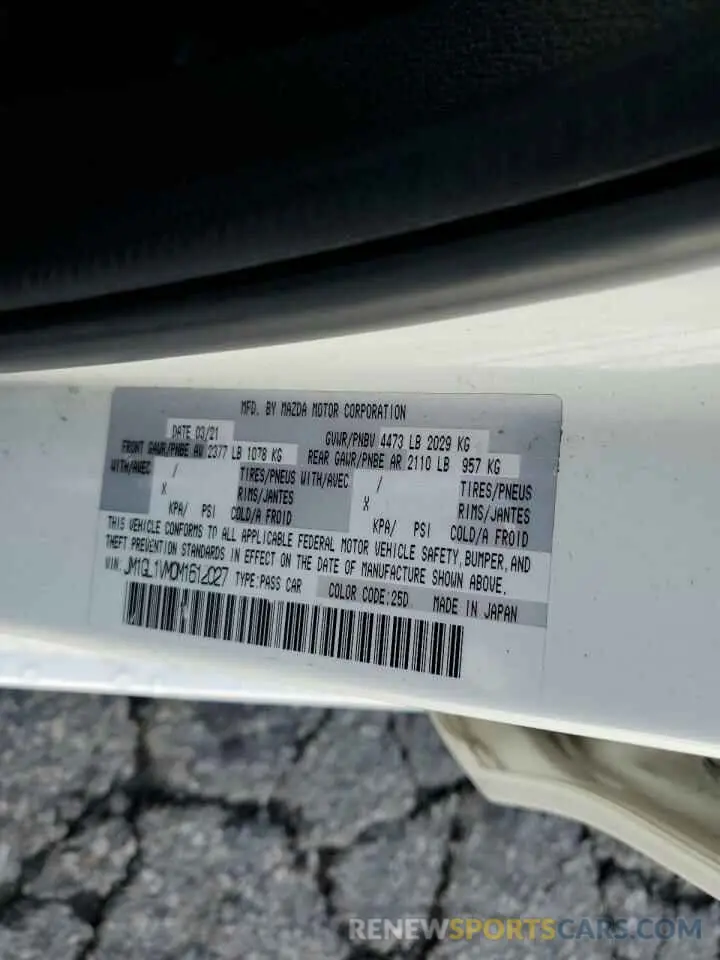 MFD. BY MAZDA MOTOR CORPORATION
DATE 03/21 GVWR/PNBV 4473 LB 2029 KG
FRONT GAWR/PNBE AV 2377 LB 1078 KG REAR GAWR/PNBE AR 2110 LB 957 KG
WITH/AVEC / TIRES/PNEUS WITH/AVEC / TIRES/PNEUS
X RIMS/JANTES X RIMS/JANTES
KPA/ PSI COLD/A FROID KPA/ PSI COLD/A FROID
THIS VEHICLE CONFORMS TO ALL APPLICABLE FEDERAL MOTOR VEHICLE SAFETY, BUMPER, AND
THEFT PREVENTION STANDARDS IN EFFECT ON THE DATE OF MANUFACTURE SHOWN ABOVE.
VIN: JM1GL1VM0M1612027 TYPE:PASS CAR COLOR CODE:25D MADE IN JAPAN
RENEWSPORTSCARS.COM